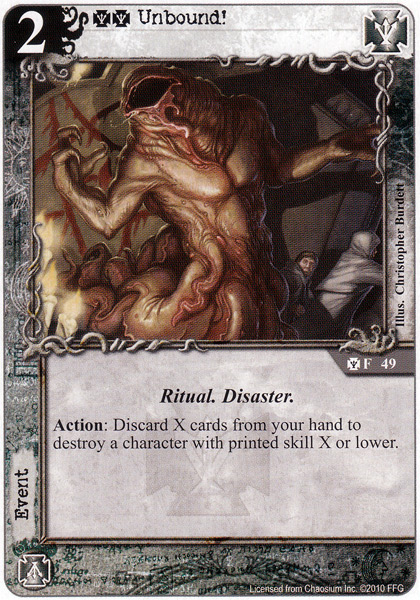 2 Unbound!
Illus. Christopher Burdett
F 49
Ritual. Disaster.
Action: Discard X cards from your hand to
destroy a character with printed skill X or lower.
Event
Licensed from Chaosium Inc. ©2010 FFG